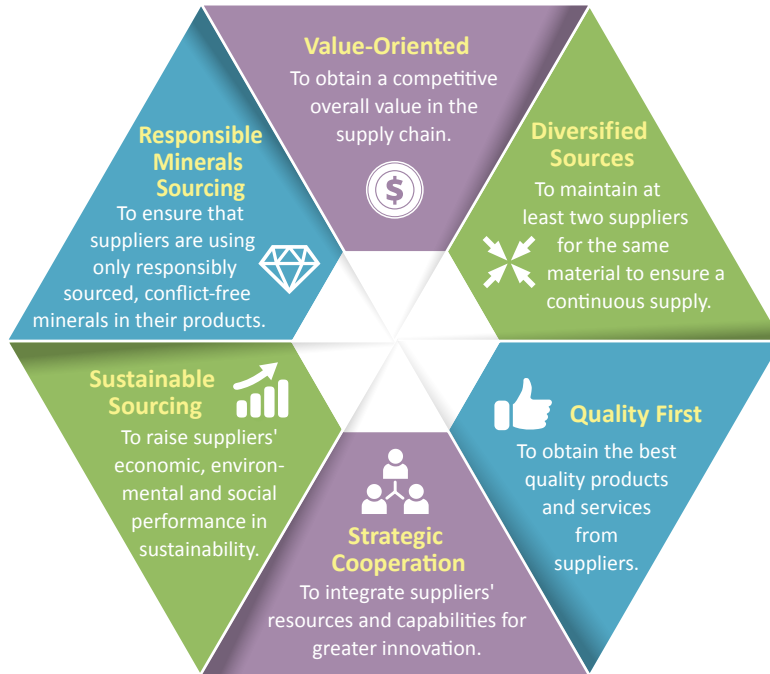 Value-Oriented
To obtain a competitive
overall value in the
supply chain.
$
Diversified
Sources
To maintain at
least two suppliers
for the same
material to ensure a
continuous supply.
Quality First
To obtain the best
quality products
and services
from
suppliers.
Strategic
Cooperation
To integrate suppliers'
resources and capabilities for
greater innovation.
Sustainable
Sourcing
To raise suppliers'
economic, environ-
mental and social
performance in
sustainability.
Responsible
Minerals
Sourcing
To ensure that
suppliers are using
only responsibly
sourced, conflict-free
minerals in their products.